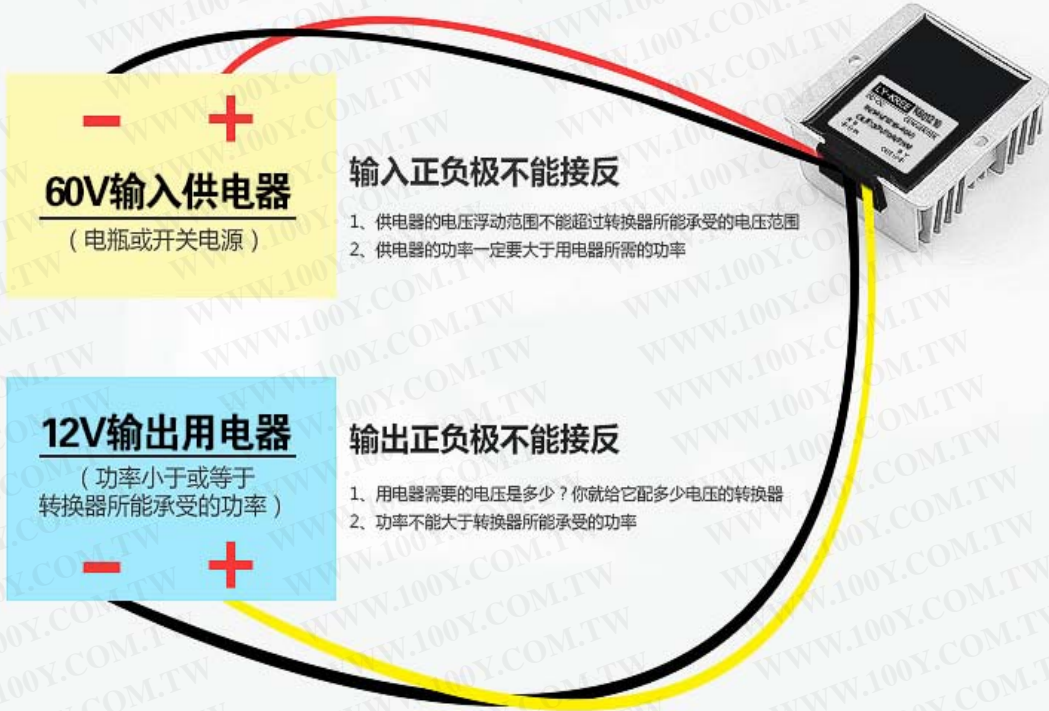 - +
60V输入供电器
（电瓶或开关电源）
输入正负极不能接反
1、供电器的电压浮动范围不能超过转换器所能承受的电压范围
2、供电器的功率一定要大于用电器所需的功率
LY-KREE
12V输出用电器
（功率小于或等于
转换器所能承受的功率）
- +
输出正负极不能接反
1、用电器需要的电压是多少？你就给它配多少电压的转换器
2、功率不能大于转换器所能承受的功率
WWW.100Y.COM.TW